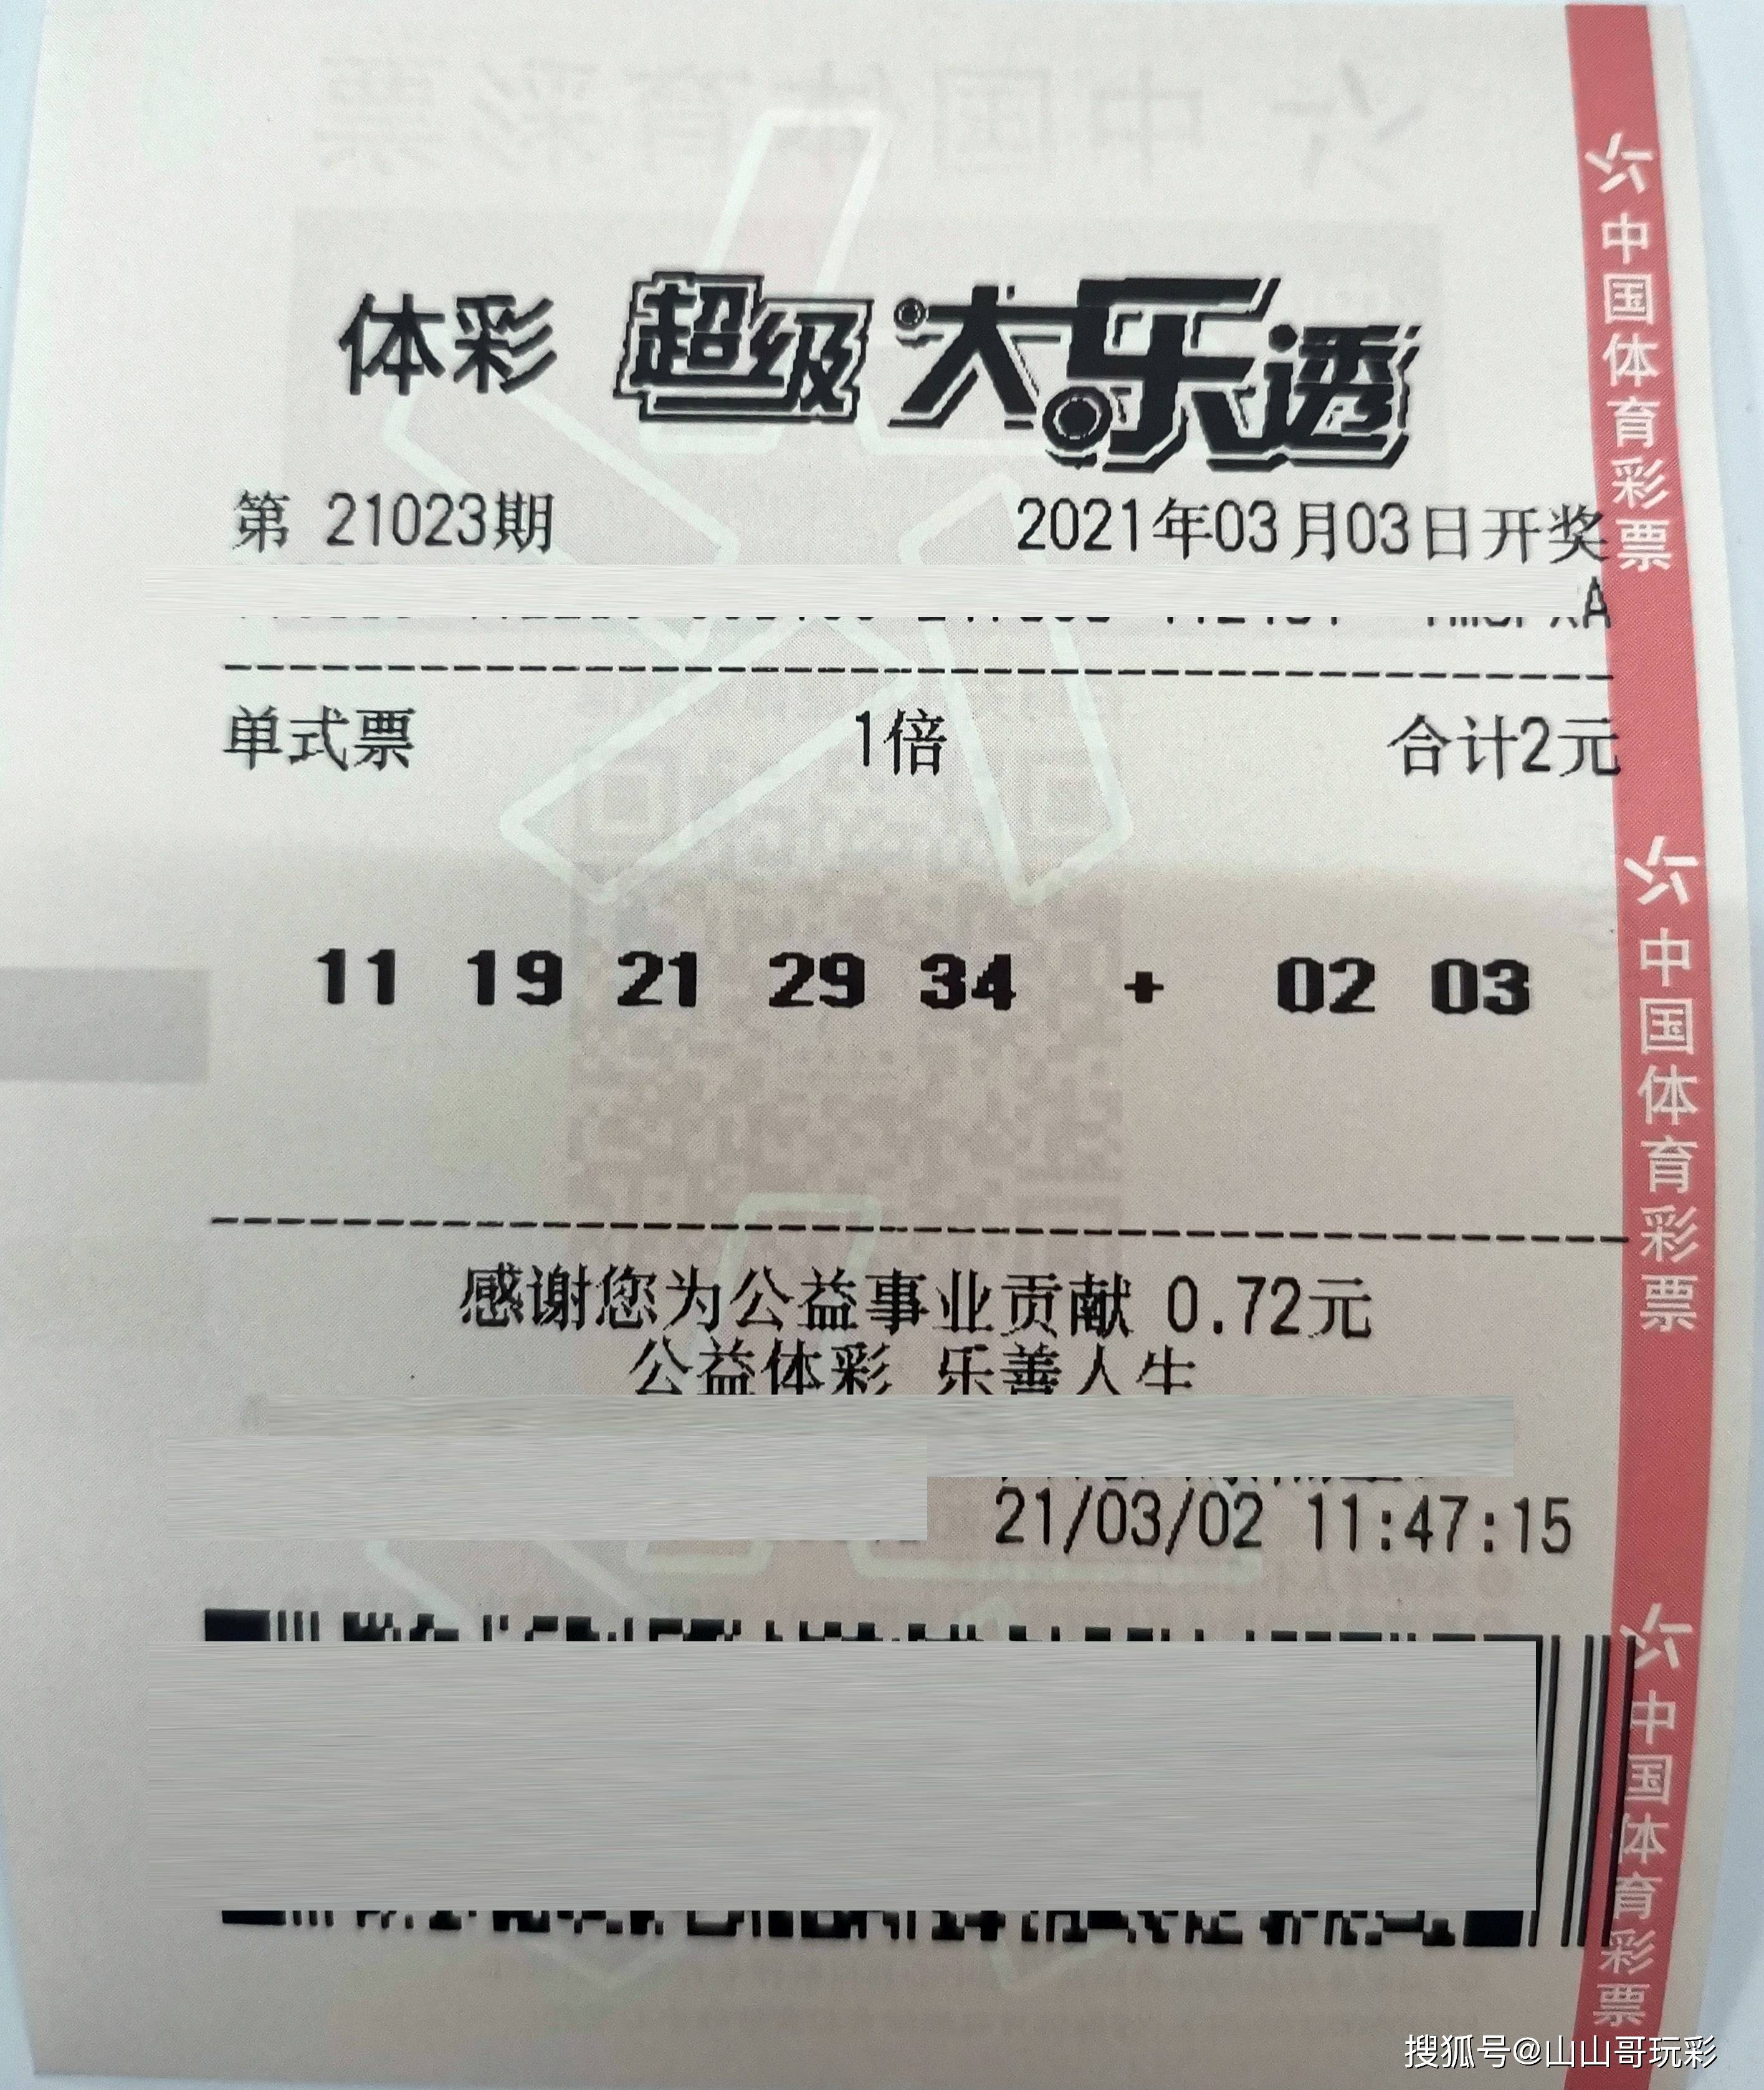 体彩 超级大乐透
第 21023期 2021年03月03日开奖
单式票 1倍 合计2元
11 19 21 29 34 + 02 03
感谢您为公益事业贡献 0.72元
公益体彩 乐善人生
21/03/02 11:47:15
中国体育彩票
中国体育彩票
中国体育彩票
搜狐号@山山哥玩彩